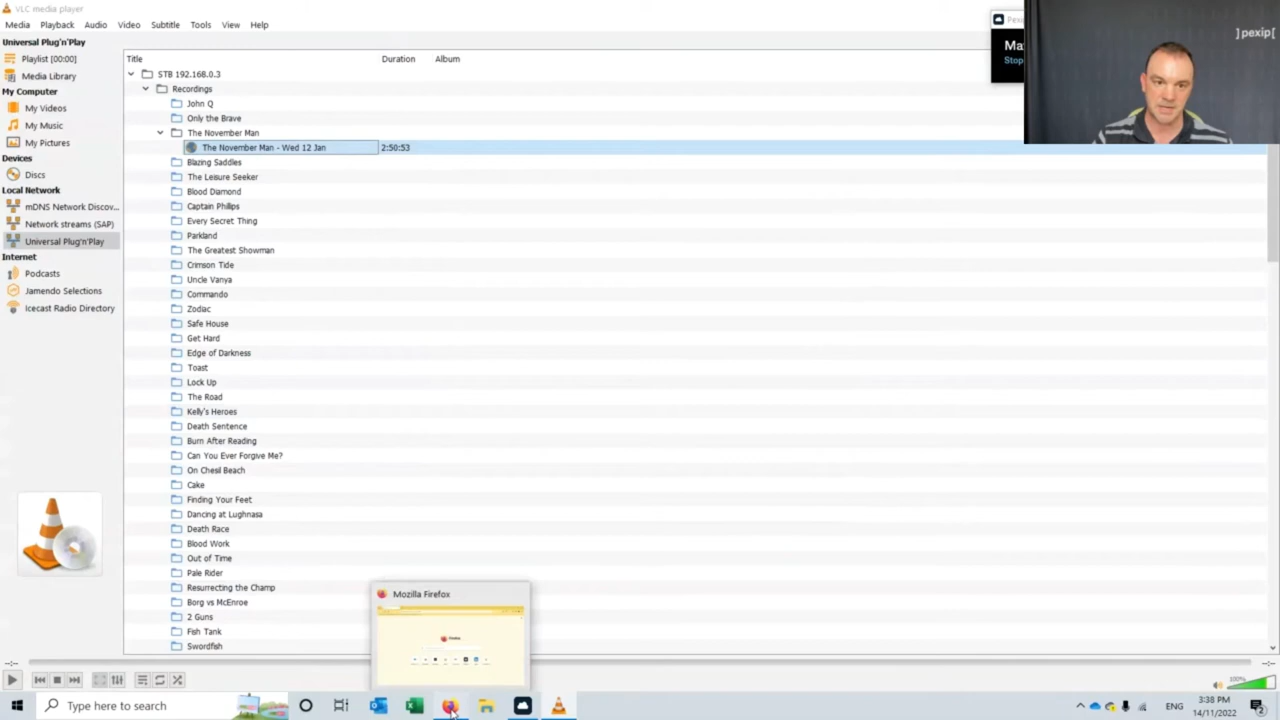 VLC media player
Media Playback Audio Video Subtitle Tools View Help
Universal Plug'n'Play
Playlist [00:00]
Media Library
My Computer
My Videos
My Music
My Pictures
Devices
Discs
Local Network
mDNS Network Discov...
Network streams (SAP)
Universal Plug'n'Play
Internet
Podcasts
Jamendo Selections
Icecast Radio Directory
Title Duration Album
STB 192.168.0.3
Recordings
John Q
Only the Brave
The November Man
The November Man - Wed 12 Jan 2:50:53
Blazing Saddles
The Leisure Seeker
Blood Diamond
Captain Phillips
Every Secret Thing
Parkland
The Greatest Showman
Crimson Tide
Uncle Vanya
Commando
Zodiac
Safe House
Get Hard
Edge of Darkness
Toast
Lock Up
The Road
Kelly's Heroes
Death Sentence
Burn After Reading
Can You Ever Forgive Me?
On Chesil Beach
Cake
Finding Your Feet
Dancing at Lughnasa
Death Race
Blood Work
Out of Time
Pale Rider
Resurrecting the Champ
Borg vs McEnroe
2 Guns
Fish Tank
Swordfish
Pexip
Stop
]pexip[
Mozilla Firefox
--:-- --:--
100%
Type here to search
ENG
3:38 PM
14/11/2022
2